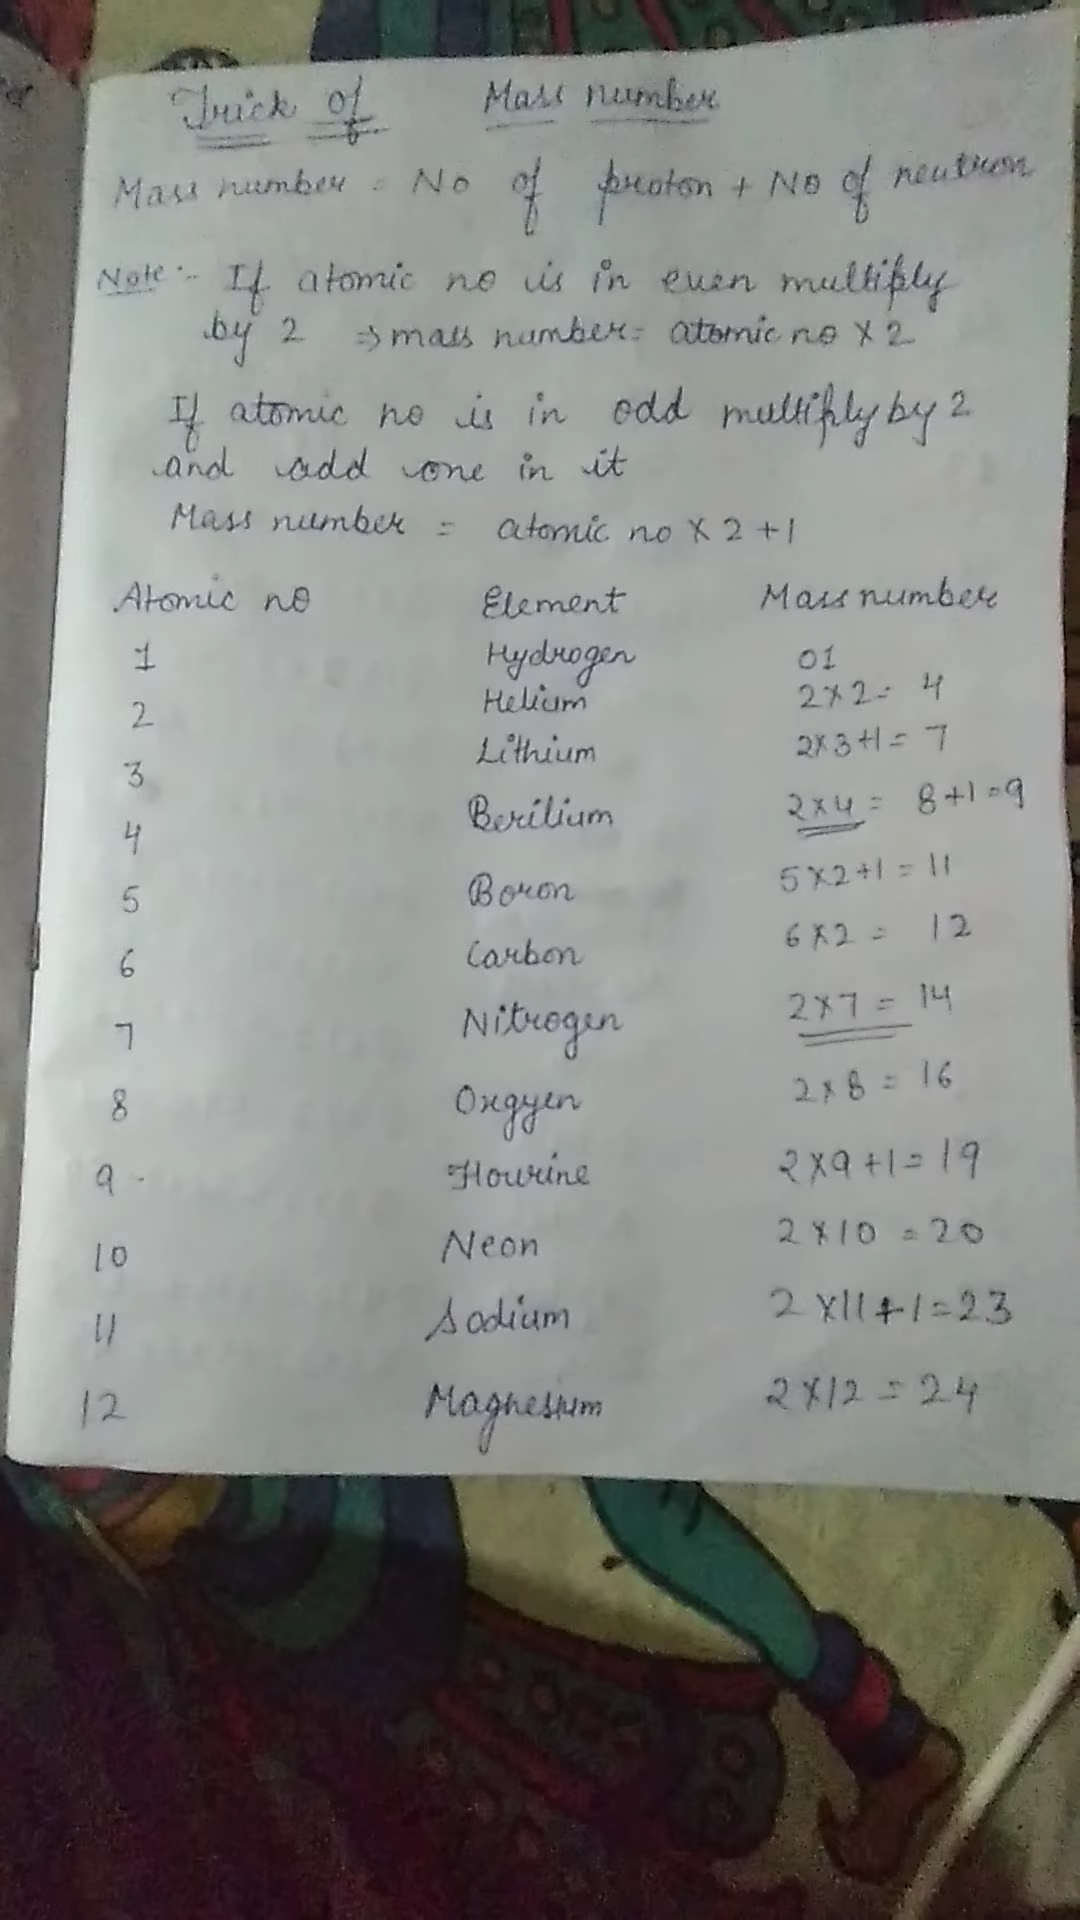 Trick of Mass number
Mass number = No of proton + No of neutron
Note :- If atomic no is in even multiply
by 2 ⇒ mass number = atomic no × 2
If atomic no is in odd multiply by 2
and add one in it
Mass number = atomic no × 2 + 1
Atomic no Element Mass number
1 Hydrogen 01
2 Helium 2×2= 4
3 Lithium 2×3+1= 7
4 Berilium 2×4= 8+1=9
5 Boron 5×2+1=11
6 Carbon 6×2= 12
7 Nitrogen 2×7= 14
8 Oxgyen 2×8=16
9 Flourine 2×9+1=19
10 Neon 2×10=20
11 Sodium 2×11+1=23
12 Magnesium 2×12=24